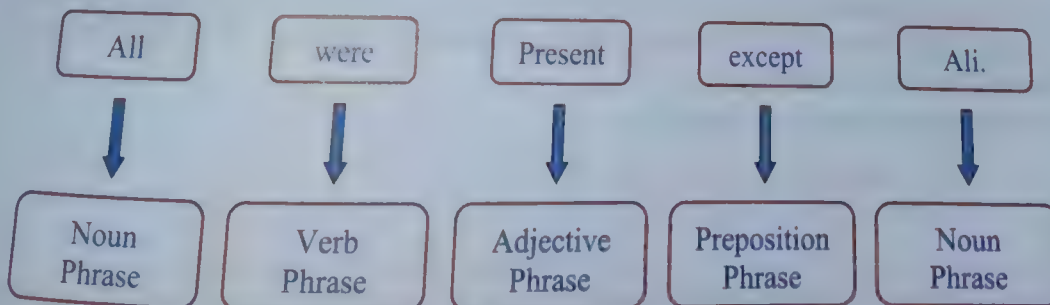 All were Present except Ali.
Noun Phrase Verb Phrase Adjective Phrase Preposition Phrase Noun Phrase